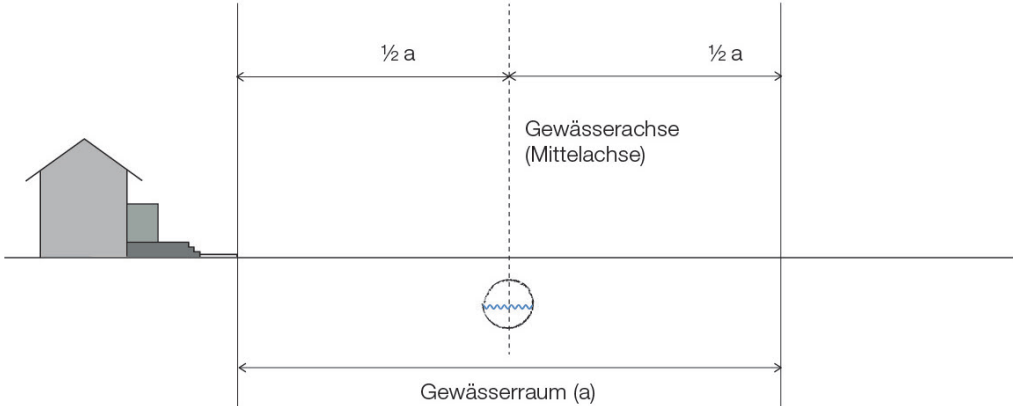 ½ a
½ a
Gewässerachse
(Mittelachse)
Gewässerraum (a)